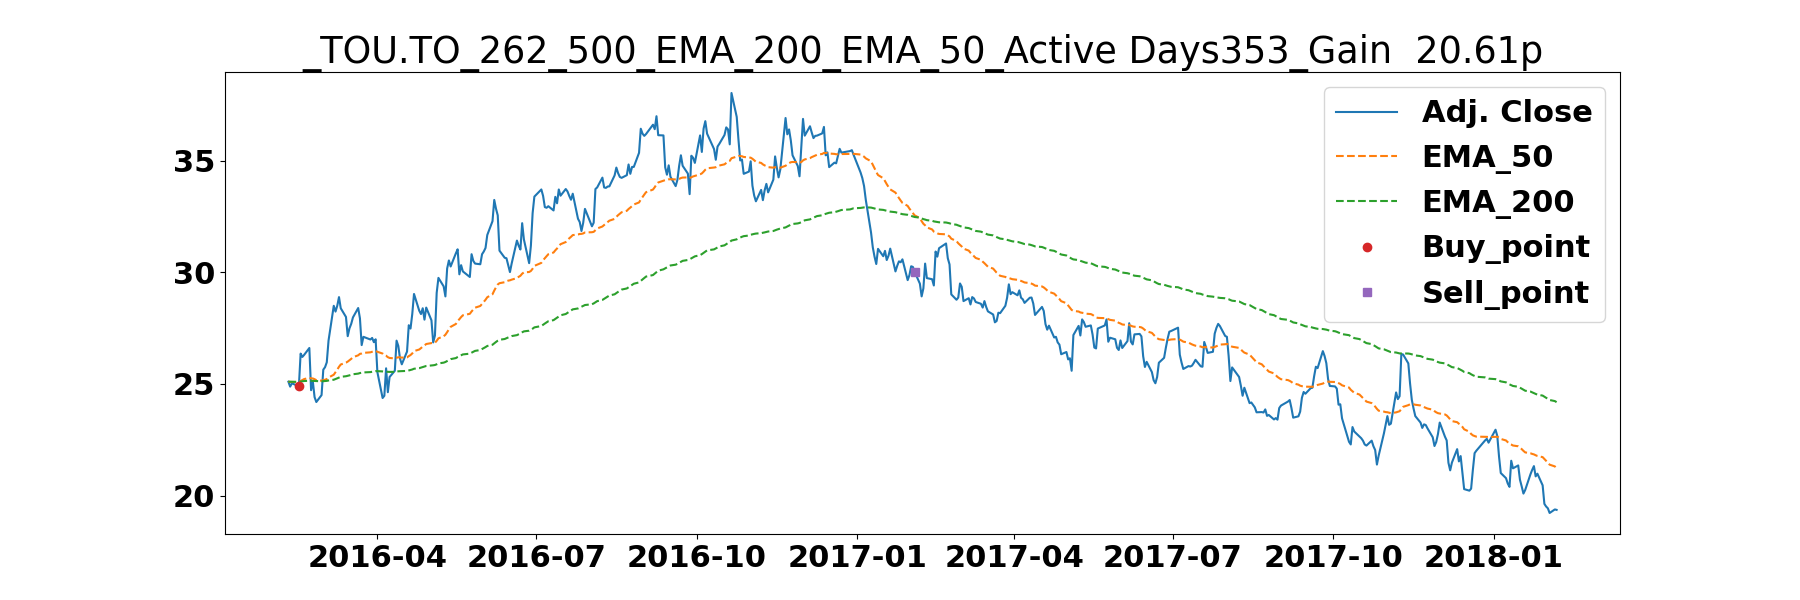 _TOU.TO_262_500_EMA_200_EMA_50_Active Days353_Gain  20.61p
Adj. Close
EMA_50
EMA_200
Buy_point
Sell_point
35
30
25
20
2016-04 2016-07 2016-10 2017-01 2017-04 2017-07 2017-10 2018-01